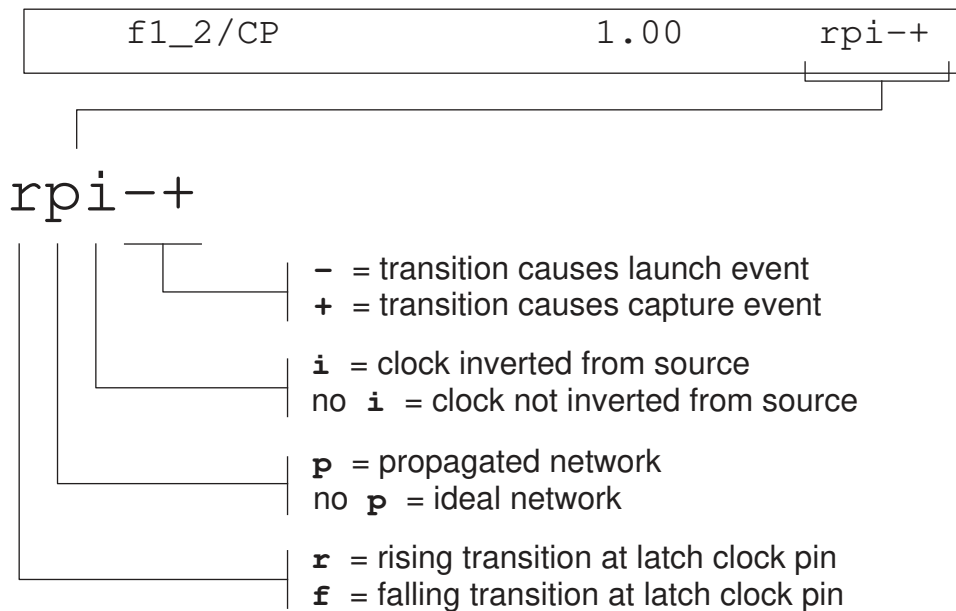 f1_2/CP 1.00 rpi-+
rpi-+
- = transition causes launch event
+ = transition causes capture event
i = clock inverted from source
no i = clock not inverted from source
p = propagated network
no p = ideal network
r = rising transition at latch clock pin
f = falling transition at latch clock pin